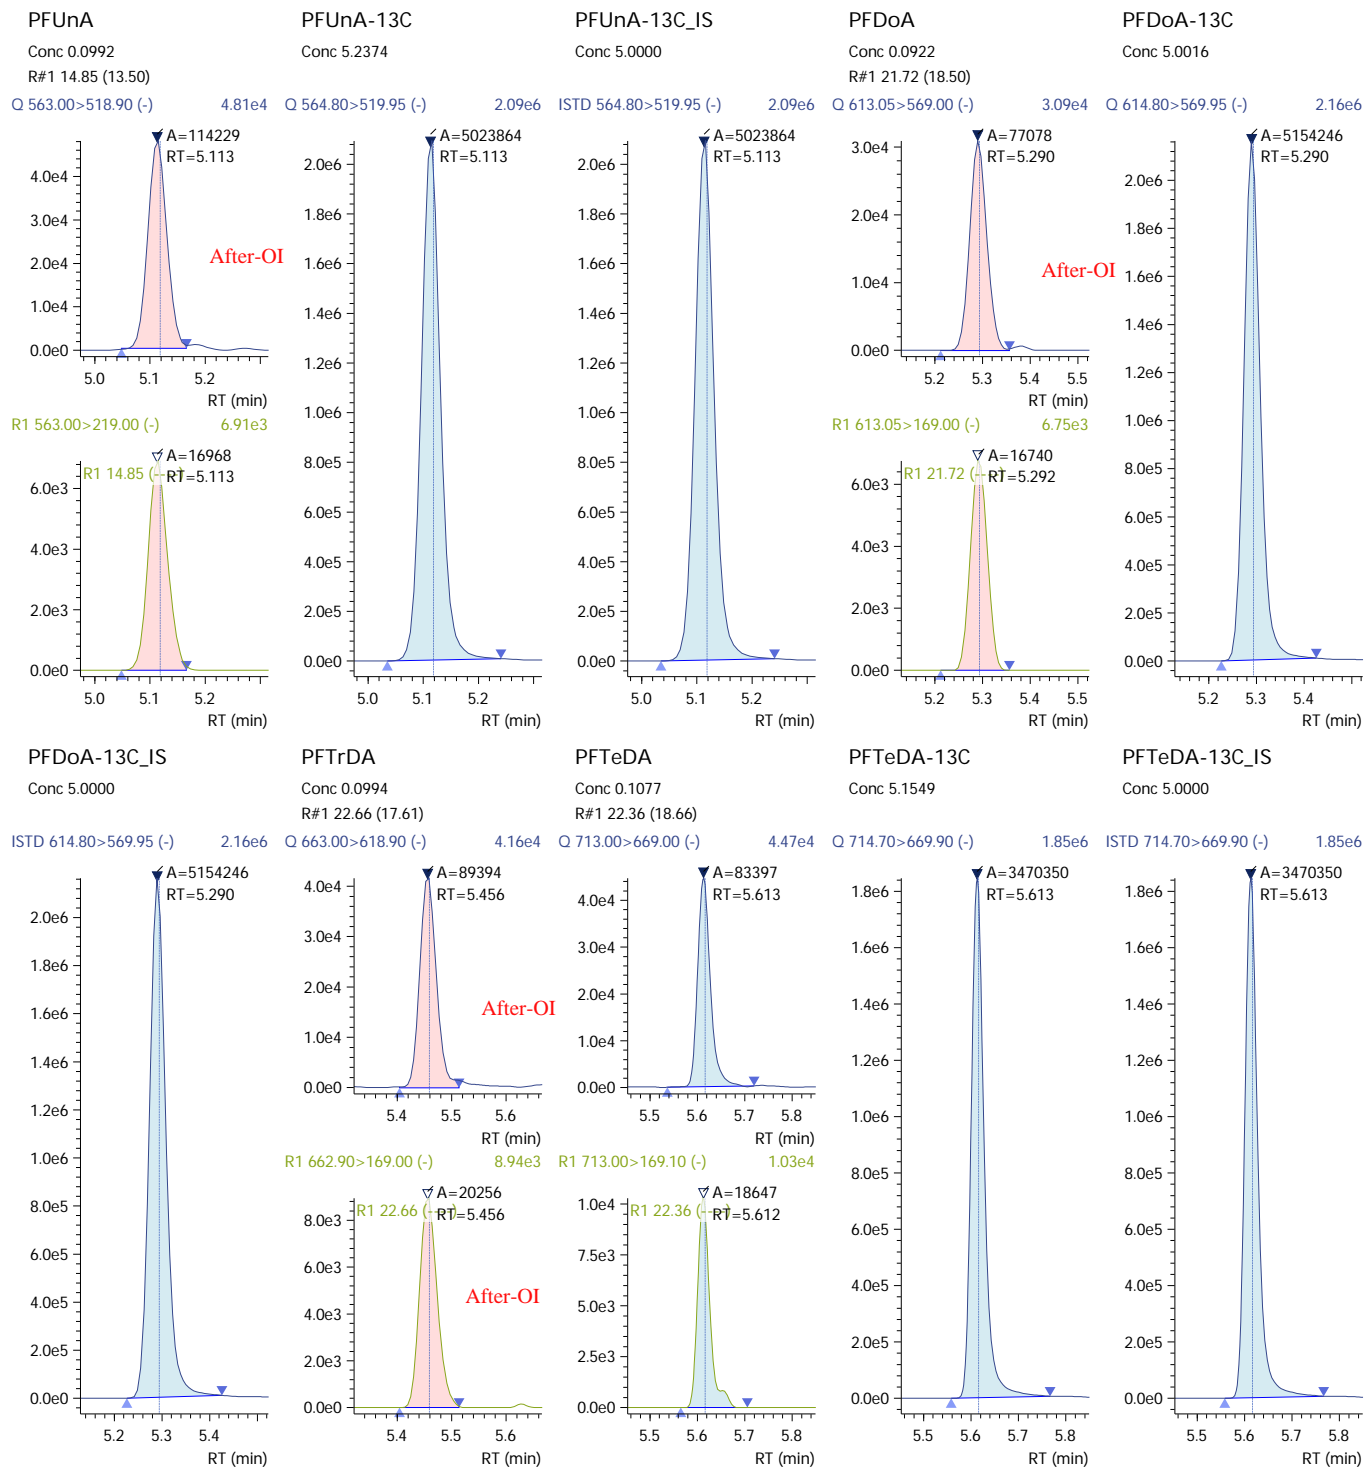 PFUnA
Conc 0.0992
R#1 14.85 (13.50)
Q 563.00>518.90 (-) 4.81e4
A=114229
RT=5.113
4.0e4
3.0e4
2.0e4
1.0e4
0.0e0
After-OI
5.0 5.1 5.2
RT (min)
R1 563.00>219.00 (-) 6.91e3
A=16968
R1 14.85 (
RT=5.113
6.0e3
4.0e3
2.0e3
0.0e0
5.0 5.1 5.2
RT (min)
PFUnA-13C
Conc 5.2374
Q 564.80>519.95 (-) 2.09e6
A=5023864
RT=5.113
2.0e6
1.8e6
1.6e6
1.4e6
1.2e6
1.0e6
8.0e5
6.0e5
4.0e5
2.0e5
0.0e0
5.0 5.1 5.2
RT (min)
PFUnA-13C_IS
Conc 5.0000
ISTD 564.80>519.95 (-) 2.09e6
A=5023864
RT=5.113
2.0e6
1.8e6
1.6e6
1.4e6
1.2e6
1.0e6
8.0e5
6.0e5
4.0e5
2.0e5
0.0e0
5.0 5.1 5.2
RT (min)
PFDoA
Conc 0.0922
R#1 21.72 (18.50)
Q 613.05>569.00 (-) 3.09e4
A=77078
RT=5.290
3.0e4
2.0e4
1.0e4
0.0e0
After-OI
5.2 5.3 5.4 5.5
RT (min)
R1 613.05>169.00 (-) 6.75e3
A=16740
R1 21.72 (
RT=5.292
6.0e3
4.0e3
2.0e3
0.0e0
5.2 5.3 5.4 5.5
RT (min)
PFDoA-13C
Conc 5.0016
Q 614.80>569.95 (-) 2.16e6
A=5154246
RT=5.290
2.0e6
1.8e6
1.6e6
1.4e6
1.2e6
1.0e6
8.0e5
6.0e5
4.0e5
2.0e5
0.0e0
5.2 5.3 5.4
RT (min)
PFDoA-13C_IS
Conc 5.0000
ISTD 614.80>569.95 (-) 2.16e6
A=5154246
RT=5.290
2.0e6
1.8e6
1.6e6
1.4e6
1.2e6
1.0e6
8.0e5
6.0e5
4.0e5
2.0e5
0.0e0
5.2 5.3 5.4
RT (min)
PFTrDA
Conc 0.0994
R#1 22.66 (17.61)
Q 663.00>618.90 (-) 4.16e4
A=89394
RT=5.456
4.0e4
3.0e4
2.0e4
1.0e4
0.0e0
After-OI
5.4 5.5 5.6
RT (min)
R1 662.90>169.00 (-) 8.94e3
A=20256
R1 22.66 (
RT=5.456
8.0e3
6.0e3
4.0e3
2.0e3
0.0e0
After-OI
5.4 5.5 5.6
RT (min)
PFTeDA
Conc 0.1077
R#1 22.36 (18.66)
Q 713.00>669.00 (-) 4.47e4
A=83397
RT=5.613
4.0e4
3.0e4
2.0e4
1.0e4
0.0e0
5.5 5.6 5.7 5.8
RT (min)
R1 713.00>169.10 (-) 1.03e4
A=18647
R1 22.36 (
RT=5.612
1.0e4
7.5e3
5.0e3
2.5e3
0.0e0
5.5 5.6 5.7 5.8
RT (min)
PFTeDA-13C
Conc 5.1549
Q 714.70>669.90 (-) 1.85e6
A=3470350
RT=5.613
1.8e6
1.6e6
1.4e6
1.2e6
1.0e6
8.0e5
6.0e5
4.0e5
2.0e5
0.0e0
5.5 5.6 5.7 5.8
RT (min)
PFTeDA-13C_IS
Conc 5.0000
ISTD 714.70>669.90 (-) 1.85e6
A=3470350
RT=5.613
1.8e6
1.6e6
1.4e6
1.2e6
1.0e6
8.0e5
6.0e5
4.0e5
2.0e5
0.0e0
5.5 5.6 5.7 5.8
RT (min)